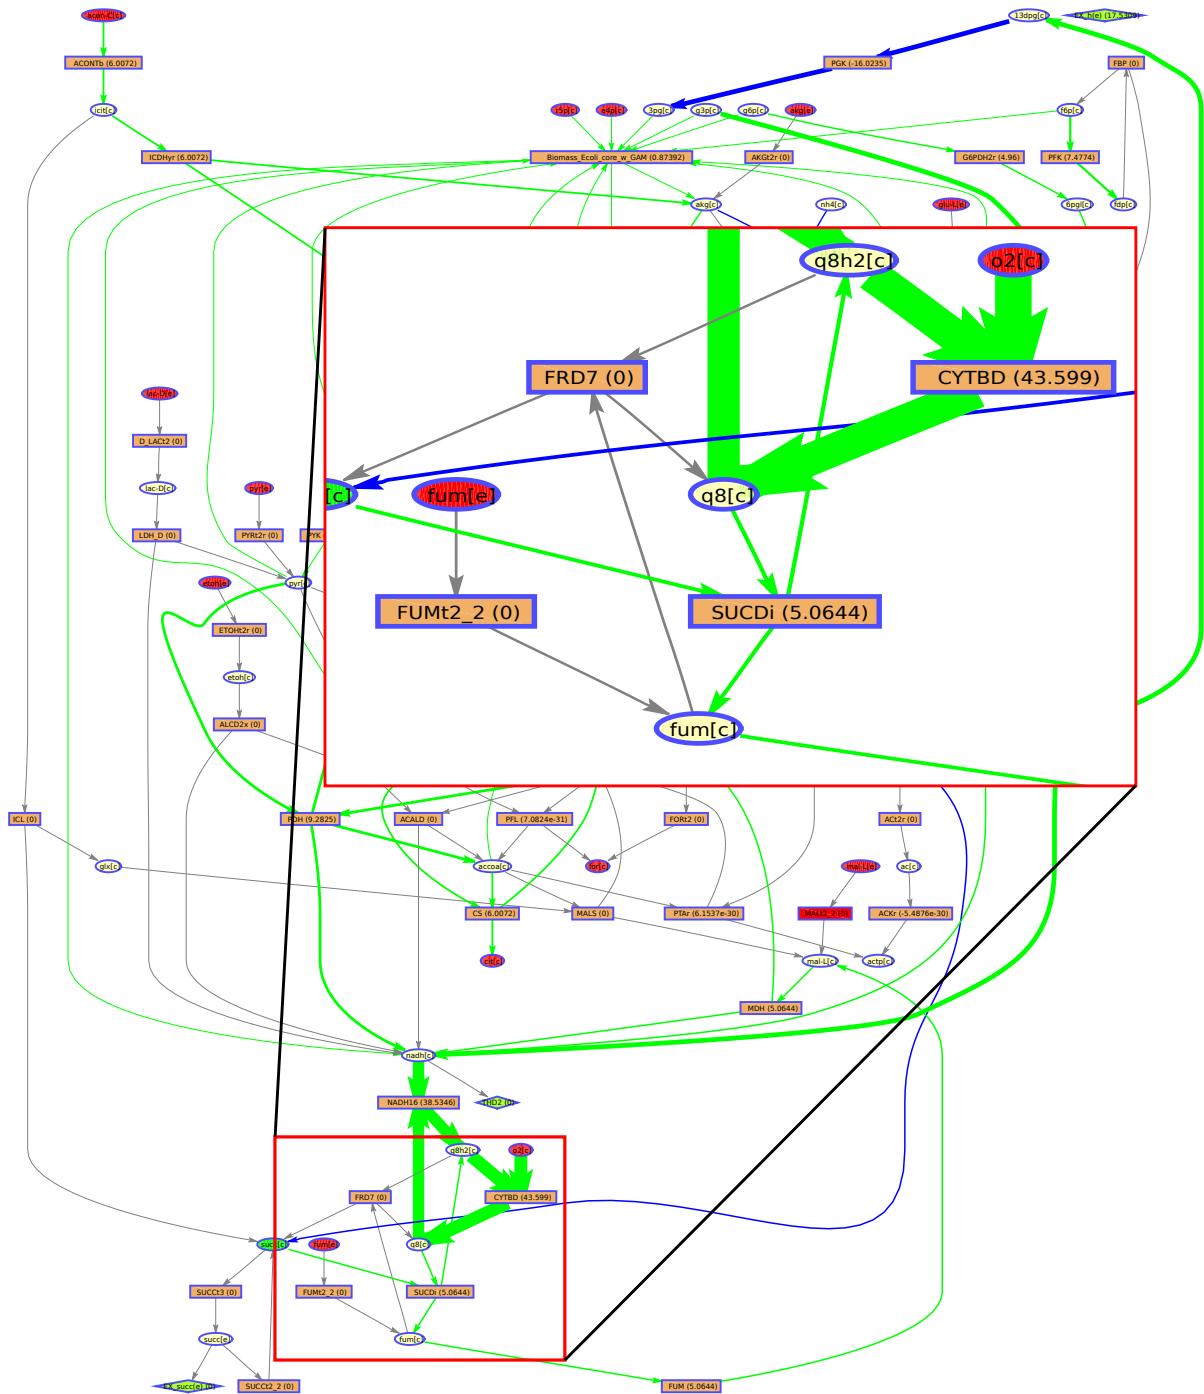 acon-C[c]
13dpg[c]
EX_h(e) (17.5309)
ACONTb (6.0072)
PGK (-16.0235)
FBP (0)
icit[c]
r5p[c]
e4p[c]
3pg[c]
g3p[c]
g6p[c]
akg[e]
f6p[c]
ICDHyr (6.0072)
Biomass_Ecoli_core_w_GAM (0.87392)
AKGt2r (0)
G6PDH2r (4.96)
PFK (7.4774)
akg[c]
nh4[c]
glu-L[e]
6pgl[c]
fdp[c]
q8h2[c]
o2[c]
FRD7 (0)
CYTBD (43.599)
[c]
fum[e]
q8[c]
FUMt2_2 (0)
SUCDi (5.0644)
fum[c]
lac-D[e]
D_LACt2 (0)
lac-D[c]
pyr[e]
LDH_D (0)
PYRt2r (0)
PYK
etoh[e]
pyr[c]
ETOHt2r (0)
etoh[c]
ALCD2x (0)
ICL (0)
PDH (9.2825)
ACALD (0)
PFL (7.0824e-31)
FORt2 (0)
ACt2r (0)
glx[c]
accoa[c]
for[c]
mal-L[e]
ac[c]
CS (6.0072)
MALS (0)
PTAr (6.1537e-30)
MALt2_2 (0)
ACKr (-5.4876e-30)
cit[c]
mal-L[c]
actp[c]
MDH (5.0644)
nadh[c]
NADH16 (38.5346)
THD2 (0)
q8h2[c]
o2[c]
FRD7 (0)
CYTBD (43.599)
succ[c]
fum[e]
q8[c]
SUCCt3 (0)
FUMt2_2 (0)
SUCDi (5.0644)
succ[e]
fum[c]
EX_succ(e) (0)
SUCCt2_2 (0)
FUM (5.0644)